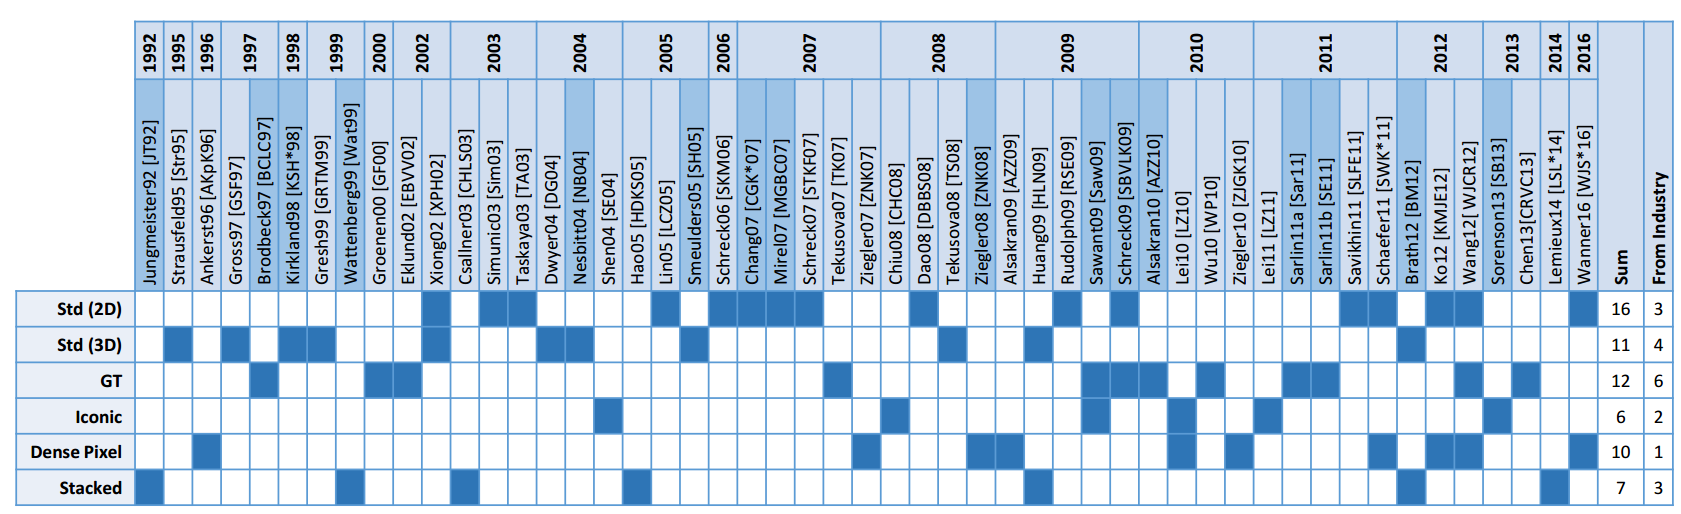 1992 1995 1996 1997 1998 1999 2000 2002 2003 2004 2005 2006 2007 2008 2009 2010 2011 2012 2013 2014 2016
Jungmeister92 [JT92]
Strausfeld95 [Str95]
Ankerst96 [AkpK96]
Gross97 [GSF97]
Brodbeck97 [BCLC97]
Kirkland98 [KSH*98]
Gresh99 [GRTM99]
Wattenberg99 [Wat99]
Groenen00 [GF00]
Eklund02 [EBVV02]
Xiong02 [XPH02]
Csallner03 [CHLS03]
Simunic03 [Sim03]
Taskaya03 [TA03]
Dwyer04 [DG04]
Nesbitt04 [NB04]
Shen04 [SE04]
Hao05 [HDKS05]
Lin05 [LCZ05]
Smeulders05 [SH05]
Schreck06 [SKM06]
Chang07 [CGK*07]
Mirel07 [MGBC07]
Schreck07 [STKF07]
Tekusova07 [TK07]
Ziegler07 [ZNK07]
Chiu08 [CHC08]
Dao08 [DBBS08]
Tekusova08 [TS08]
Ziegler08 [ZNK08]
Alsakran09 [AZZ09]
Huang09 [HLN09]
Rudolph09 [RSE09]
Sawant09 [Saw09]
Schreck09 [SBVLK09]
Alsakran10 [AZZ10]
Lei10 [LZ10]
Wu10 [WP10]
Ziegler10 [ZJGK10]
Lei11 [LZ11]
Sarlin11a [Sar11]
Sarlin11b [SE11]
Savikhin11 [SLFE11]
Schaefer11 [SWK*11]
Brath12 [BM12]
Ko12 [KMJE12]
Wang12[ WJCR12]
Sorenson13 [SB13]
Chen13[CRVC13]
Lemieux14 [LSL*14]
Wanner16 [WJS*16]
Sum
From Industry
Std (2D) 16 3
Std (3D) 11 4
GT 12 6
Iconic 6 2
Dense Pixel 10 1
Stacked 7 3